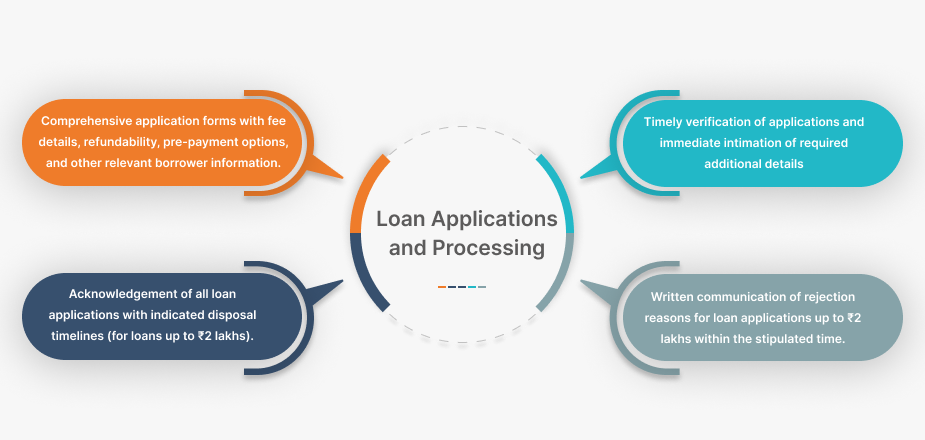 Comprehensive application forms with fee
details, refundability, pre-payment options,
and other relevant borrower information.
Timely verification of applications and
immediate intimation of required
additional details
Loan Applications
and Processing
Acknowledgement of all loan
applications with indicated disposal
timelines (for loans up to ₹2 lakhs).
Written communication of rejection
reasons for loan applications up to ₹2
lakhs within the stipulated time.